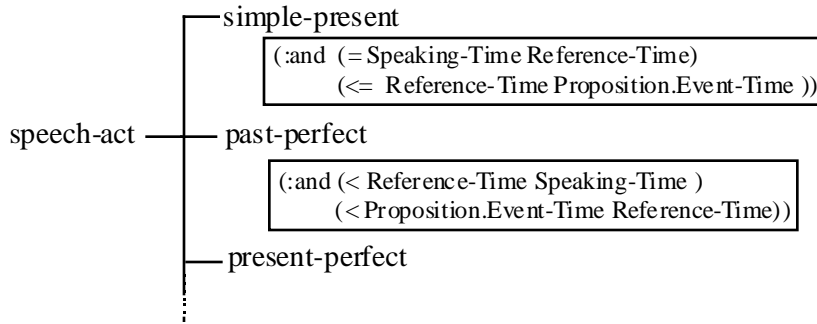 simple-present
(:and (= Speaking-Time Reference-Time)
(<= Reference-Time Proposition.Event-Time ))
speech-act
past-perfect
(:and (< Reference-Time Speaking-Time )
(< Proposition.Event-Time Reference-Time))
present-perfect